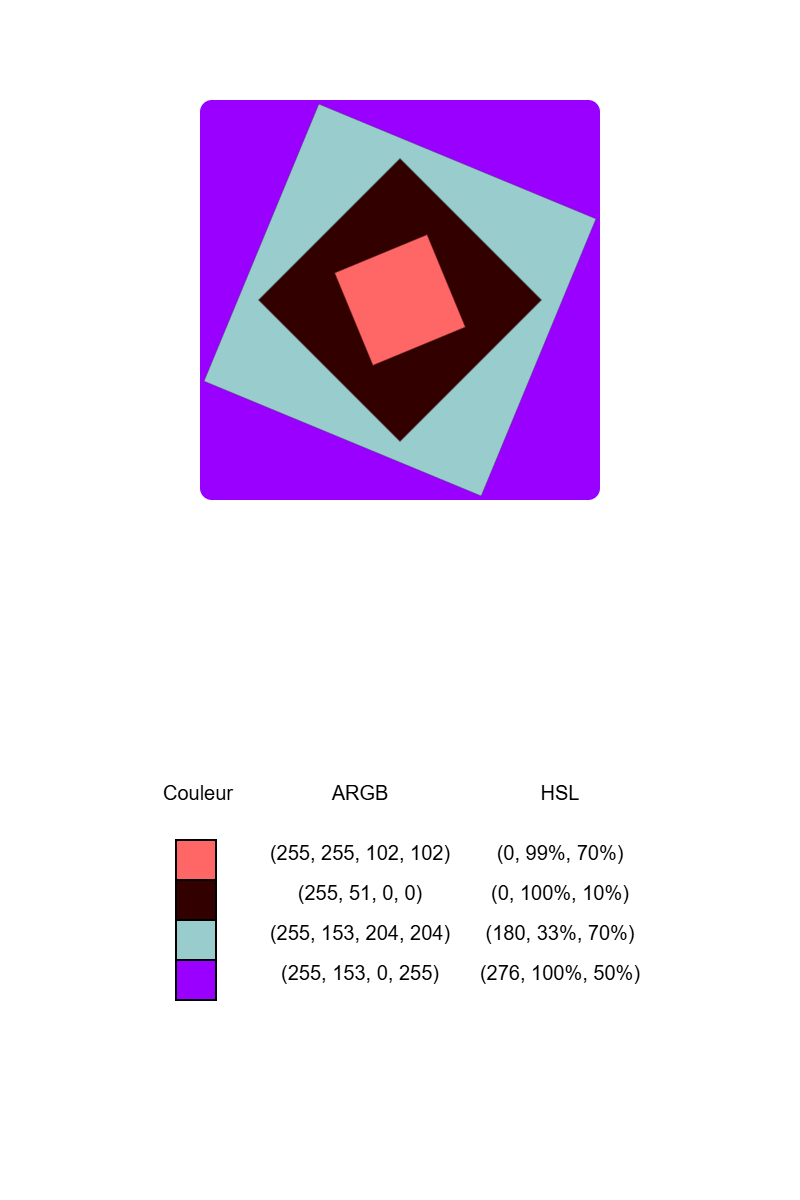 Couleur ARGB HSL
(255, 255, 102, 102) (0, 99%, 70%)
(255, 51, 0, 0) (0, 100%, 10%)
(255, 153, 204, 204) (180, 33%, 70%)
(255, 153, 0, 255) (276, 100%, 50%)